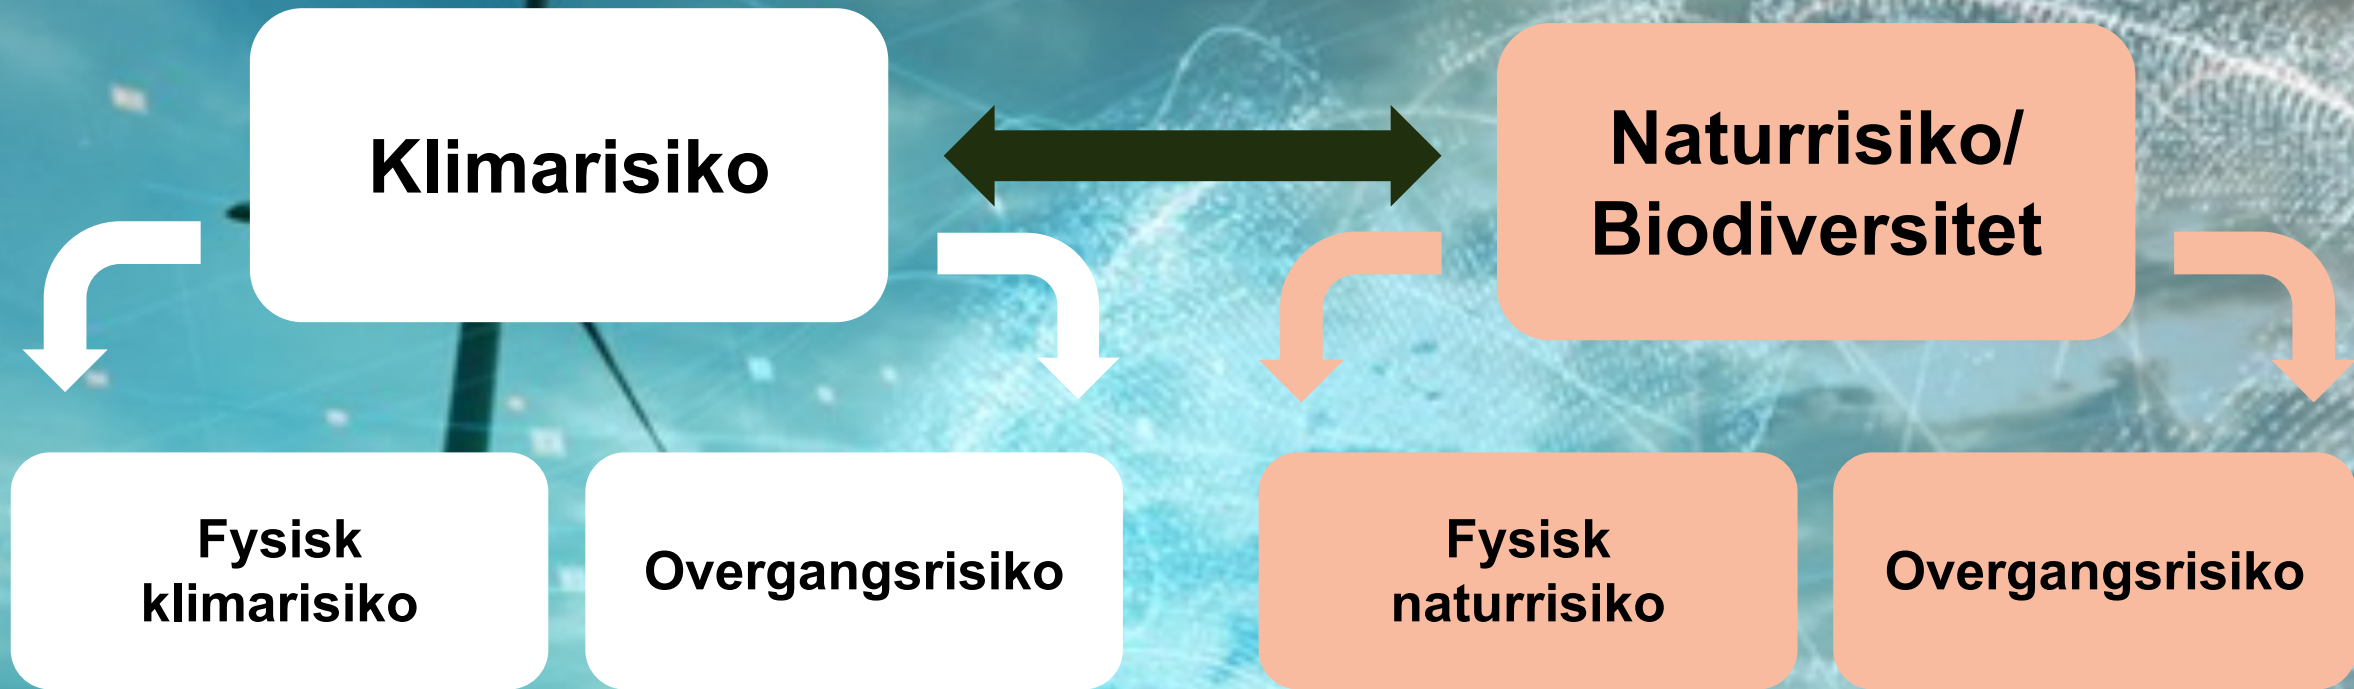 Klimarisiko
Naturrisiko/
Biodiversitet
Fysisk
klimarisiko
Overgangsrisiko
Fysisk
naturrisiko
Overgangsrisiko